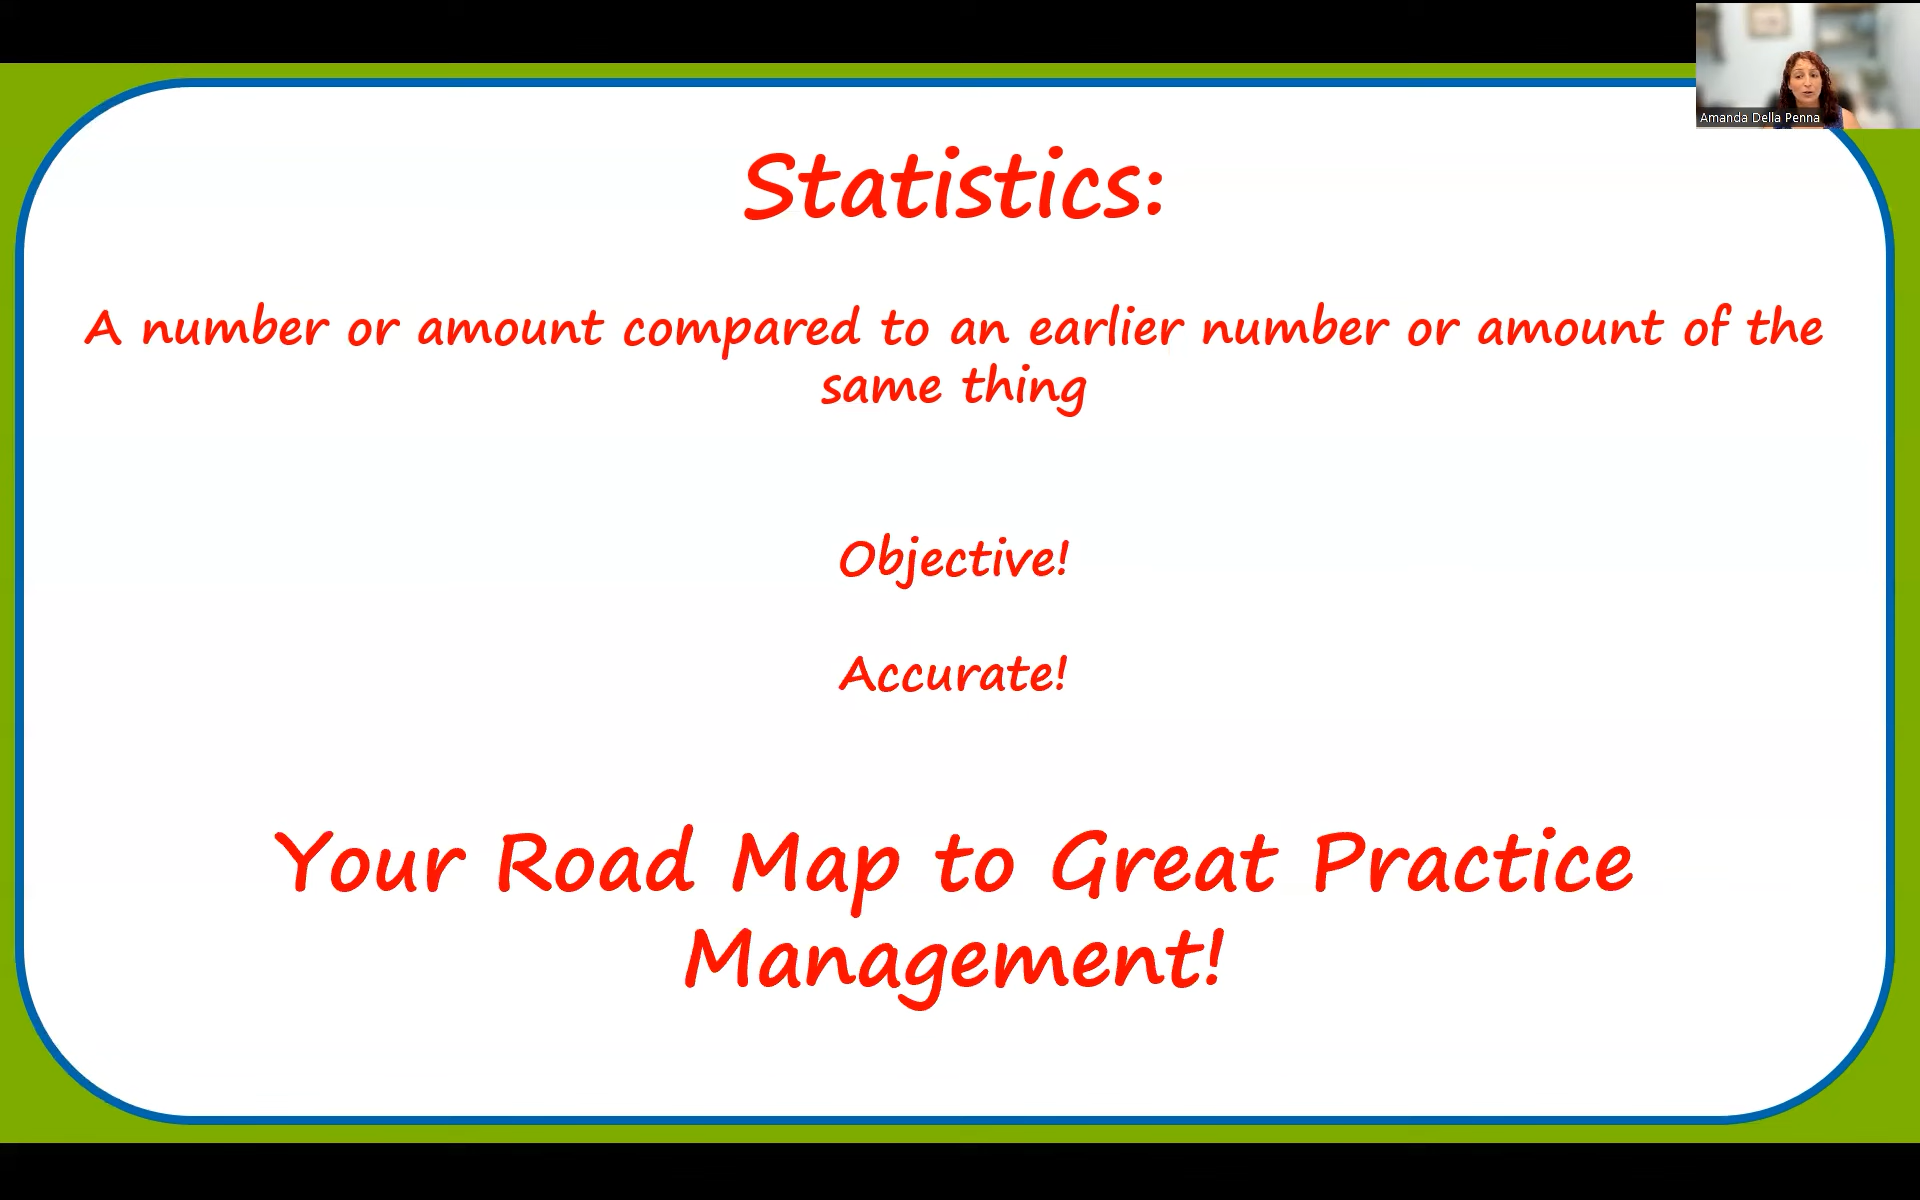 Amanda Della Penna
Statistics:
A number or amount compared to an earlier number or amount of the
same thing
Objective!
Accurate!
Your Road Map to Great Practice
Management!